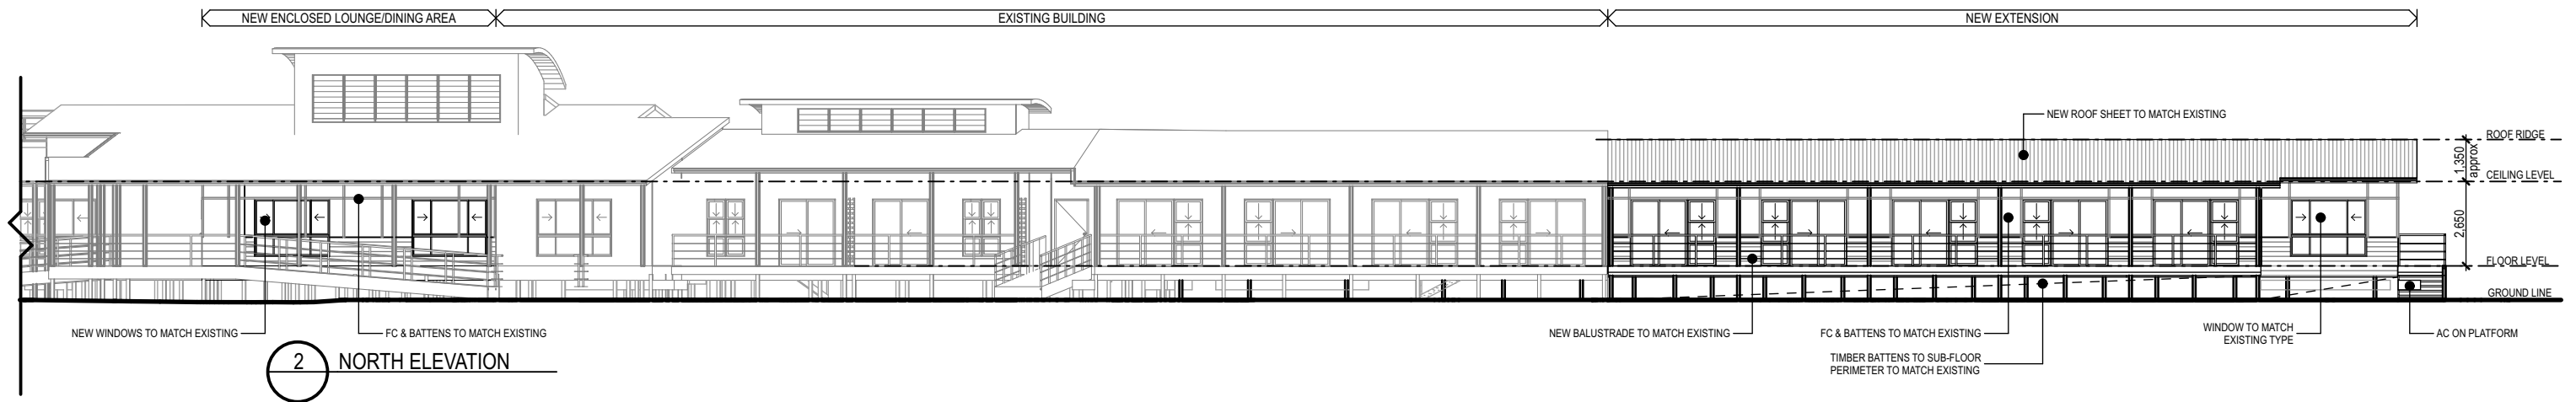 NEW ENCLOSED LOUNGE/DINING AREA
EXISTING BUILDING
NEW EXTENSION
NEW ROOF SHEET TO MATCH EXISTING
ROOF RIDGE
1,350
approx
CEILING LEVEL
2,650
FLOOR LEVEL
GROUND LINE
NEW WINDOWS TO MATCH EXISTING
FC & BATTENS TO MATCH EXISTING
NEW BALUSTRADE TO MATCH EXISTING
FC & BATTENS TO MATCH EXISTING
WINDOW TO MATCH
EXISTING TYPE
AC ON PLATFORM
TIMBER BATTENS TO SUB-FLOOR
PERIMETER TO MATCH EXISTING
2 NORTH ELEVATION